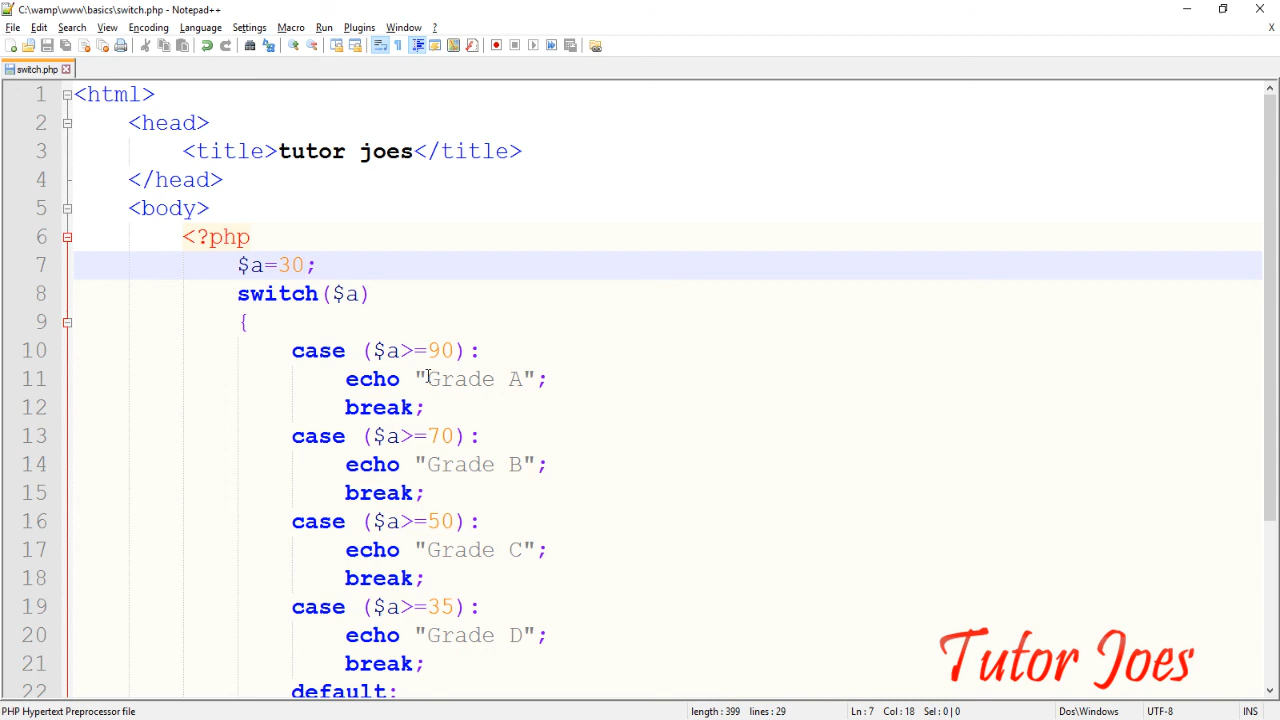 C:\wamp\www\basics\switch.php - Notepad++
File Edit Search View Encoding Language Settings Macro Run Plugins Window ?
switch.php
1 <html>
2 <head>
3 <title>tutor joes</title>
4 </head>
5 <body>
6 <?php
7 $a=30;
8 switch($a)
9 {
10 case ($a>=90):
11 echo "Grade A";
12 break;
13 case ($a>=70):
14 echo "Grade B";
15 break;
16 case ($a>=50):
17 echo "Grade C";
18 break;
19 case ($a>=35):
20 echo "Grade D";
21 break;
22 default:
Tutor Joes
PHP Hypertext Preprocessor file length : 399 lines : 29 Ln : 7 Col : 18 Sel : 0 | 0 Dos\Windows UTF-8 INS